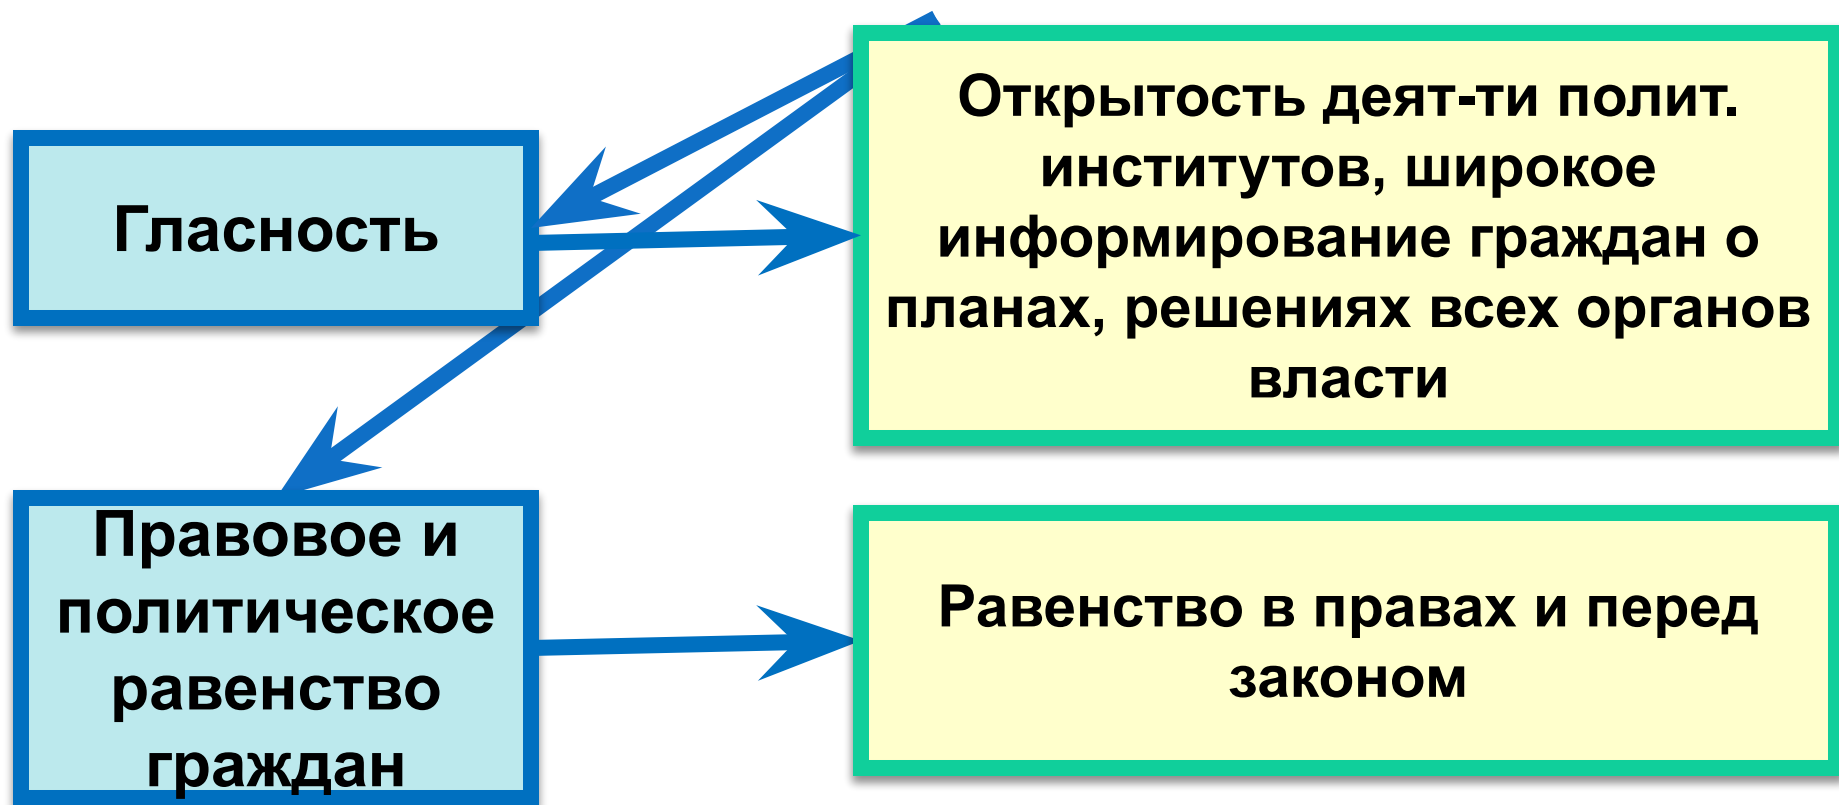 Гласность
Открытость деят-ти полит.
институтов, широкое
информирование граждан о
планах, решениях всех органов
власти
Правовое и
политическое
равенство
граждан
Равенство в правах и перед
законом